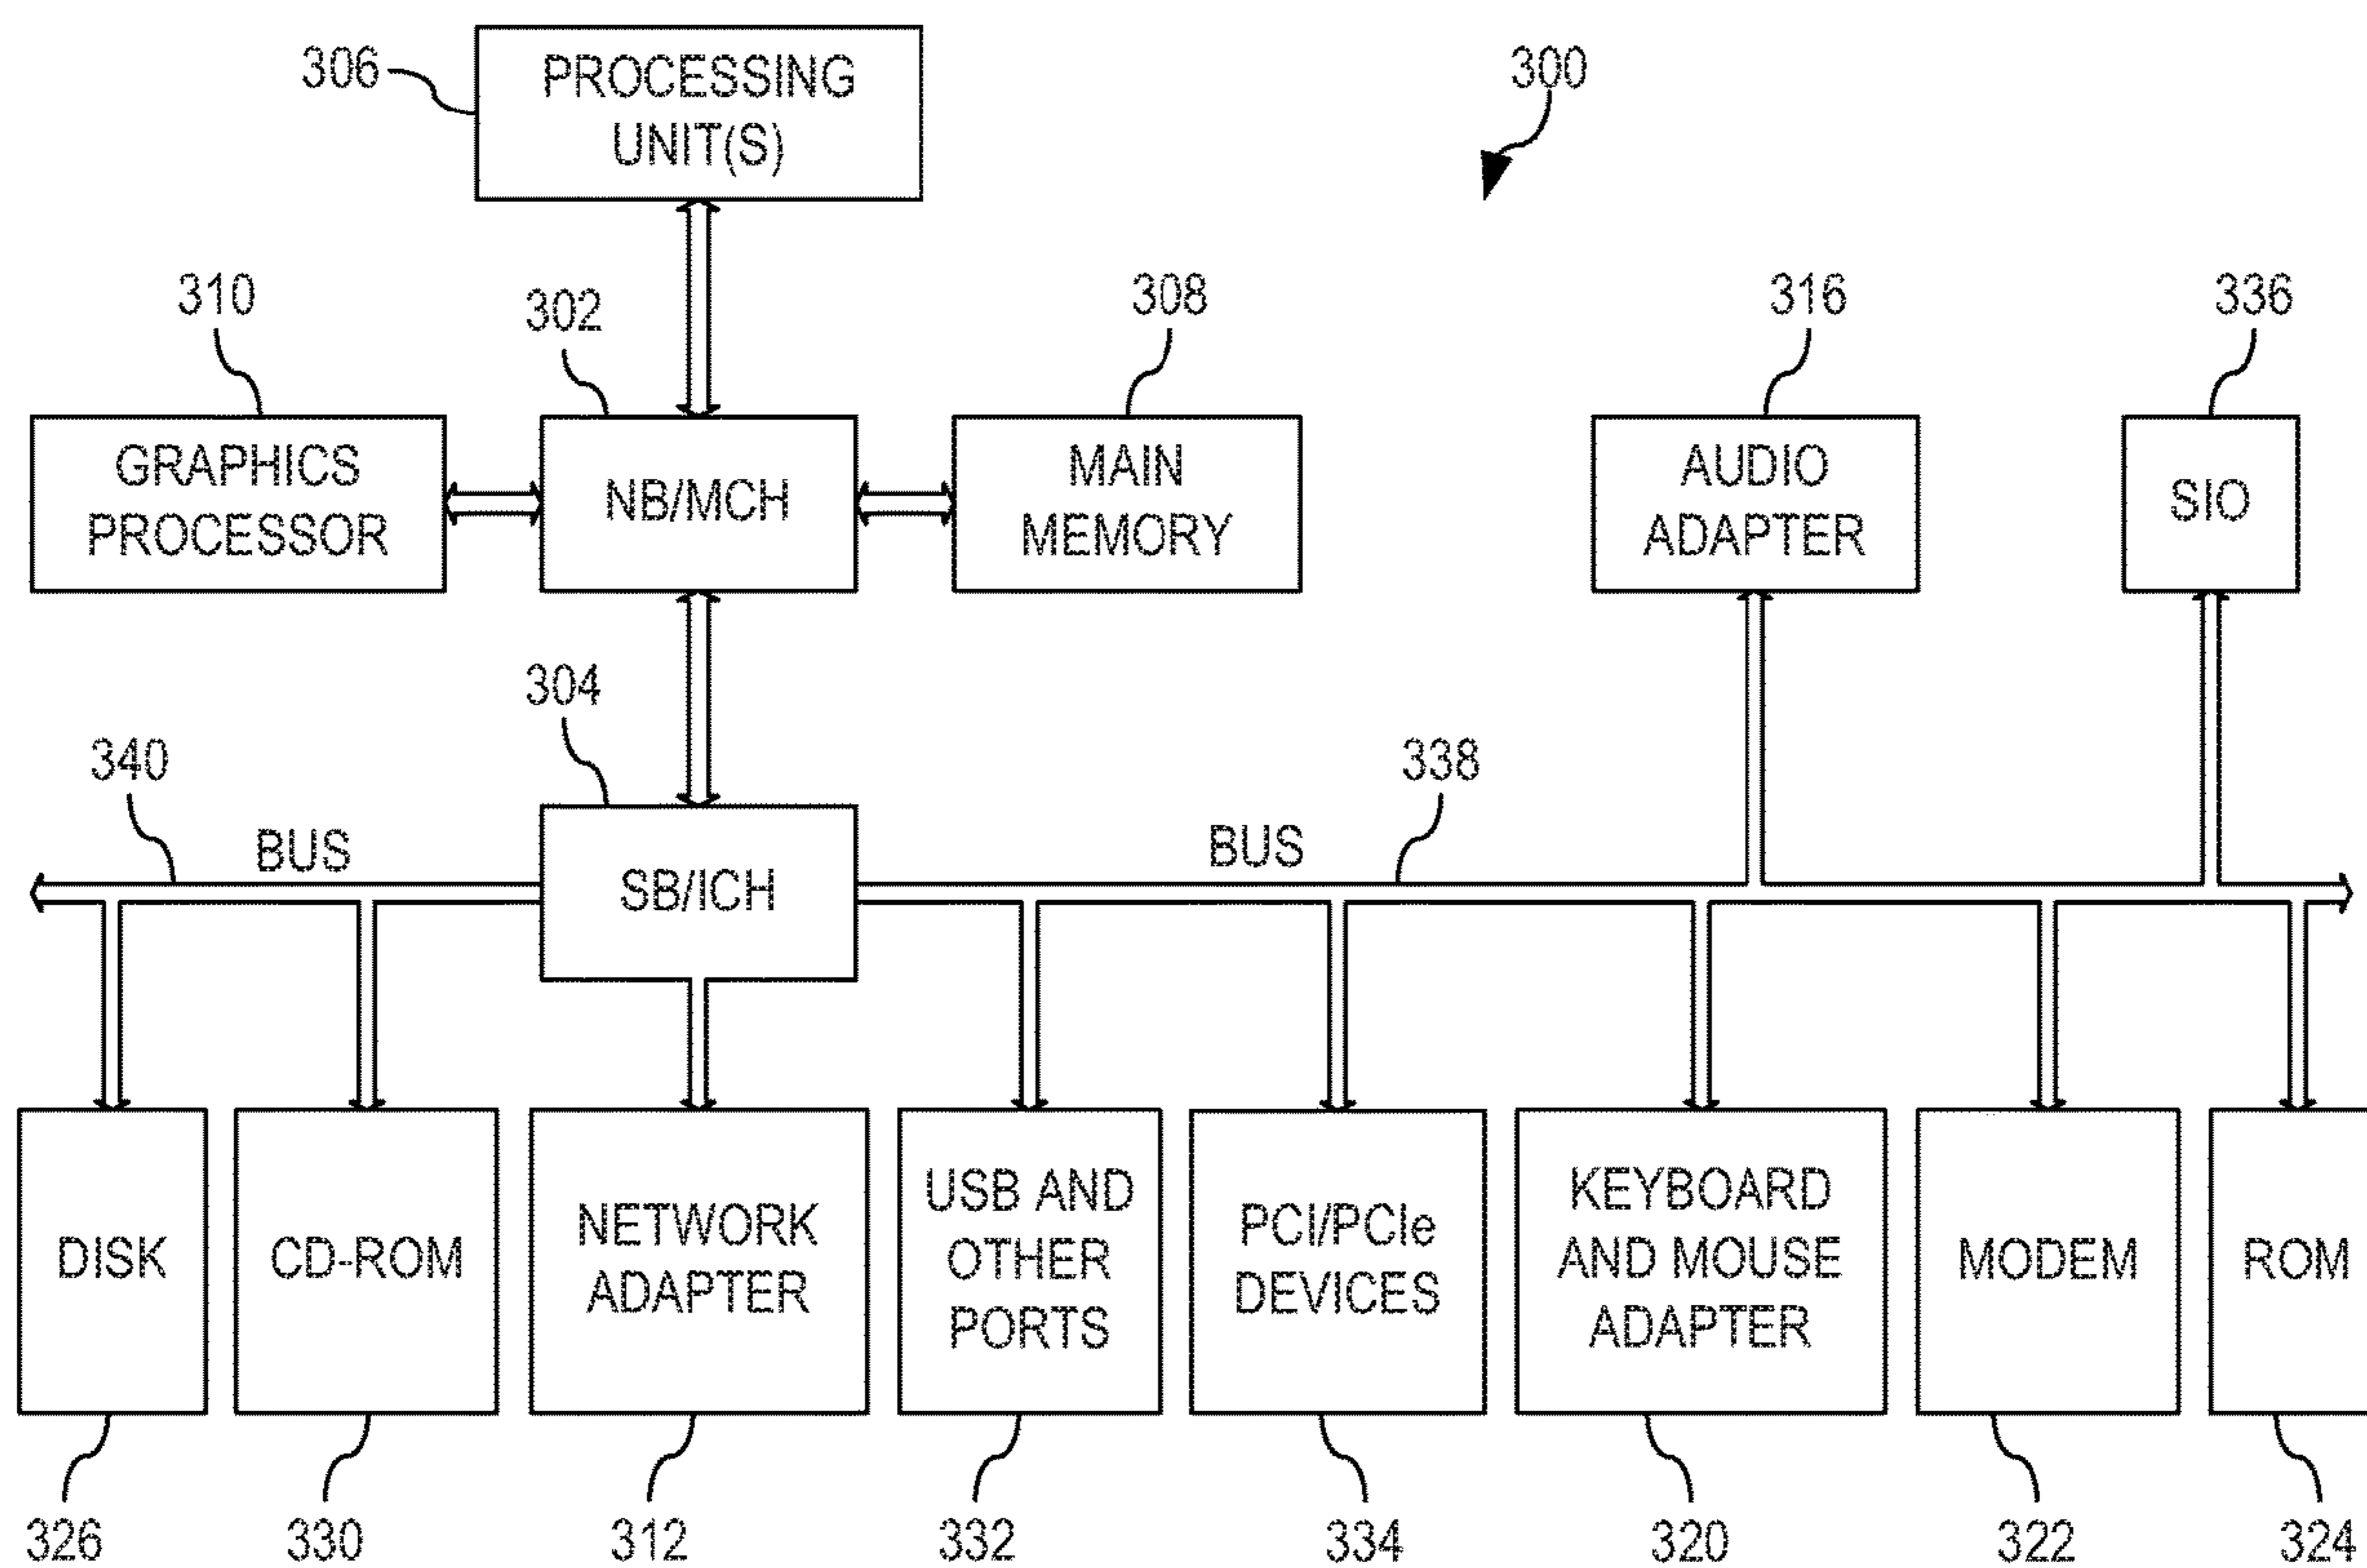 306
PROCESSING
UNIT(S)
300
310
302
308
316
336
GRAPHICS
PROCESSOR
NB/MCH
MAIN
MEMORY
AUDIO
ADAPTER
SIO
304
340
338
BUS
SB/ICH
BUS
DISK
CD-ROM
NETWORK
ADAPTER
USB AND
OTHER
PORTS
PCI/PCIe
DEVICES
KEYBOARD
AND MOUSE
ADAPTER
MODEM
ROM
326
330
312
332
334
320
322
324